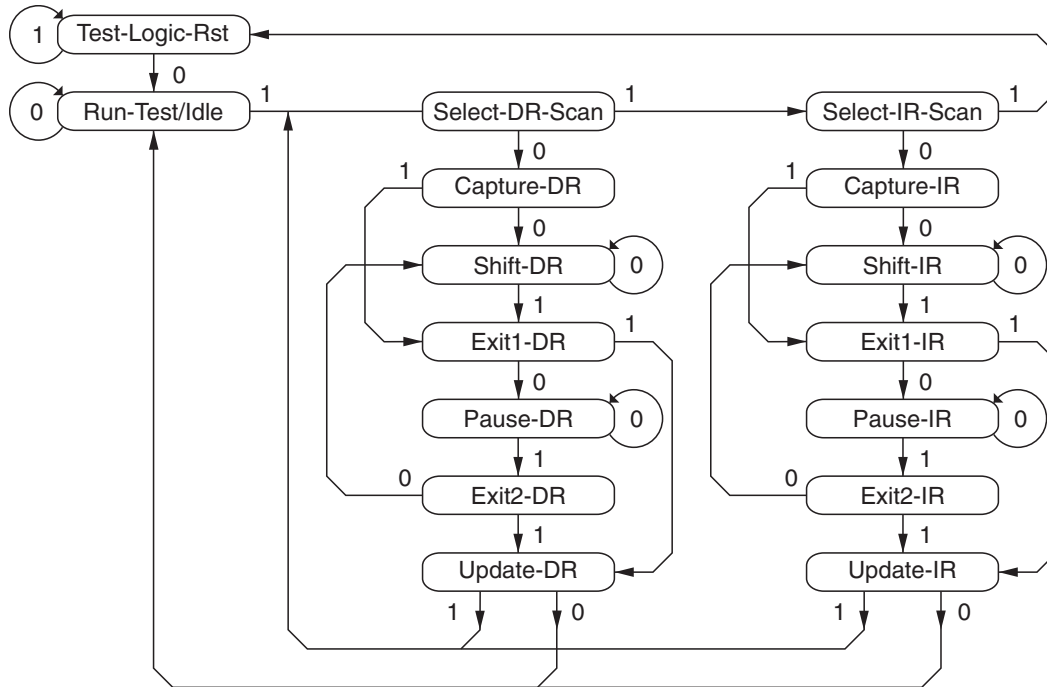 1 Test-Logic-Rst
0
0 Run-Test/Idle 1 Select-DR-Scan 1 Select-IR-Scan 1
0 0
1 Capture-DR 1 Capture-IR
0 0
Shift-DR 0 Shift-IR 0
1 1
Exit1-DR 1 Exit1-IR 1
0 0
Pause-DR 0 Pause-IR 0
1 1
0 Exit2-DR 0 Exit2-IR
1 1
Update-DR Update-IR
1 0 1 0